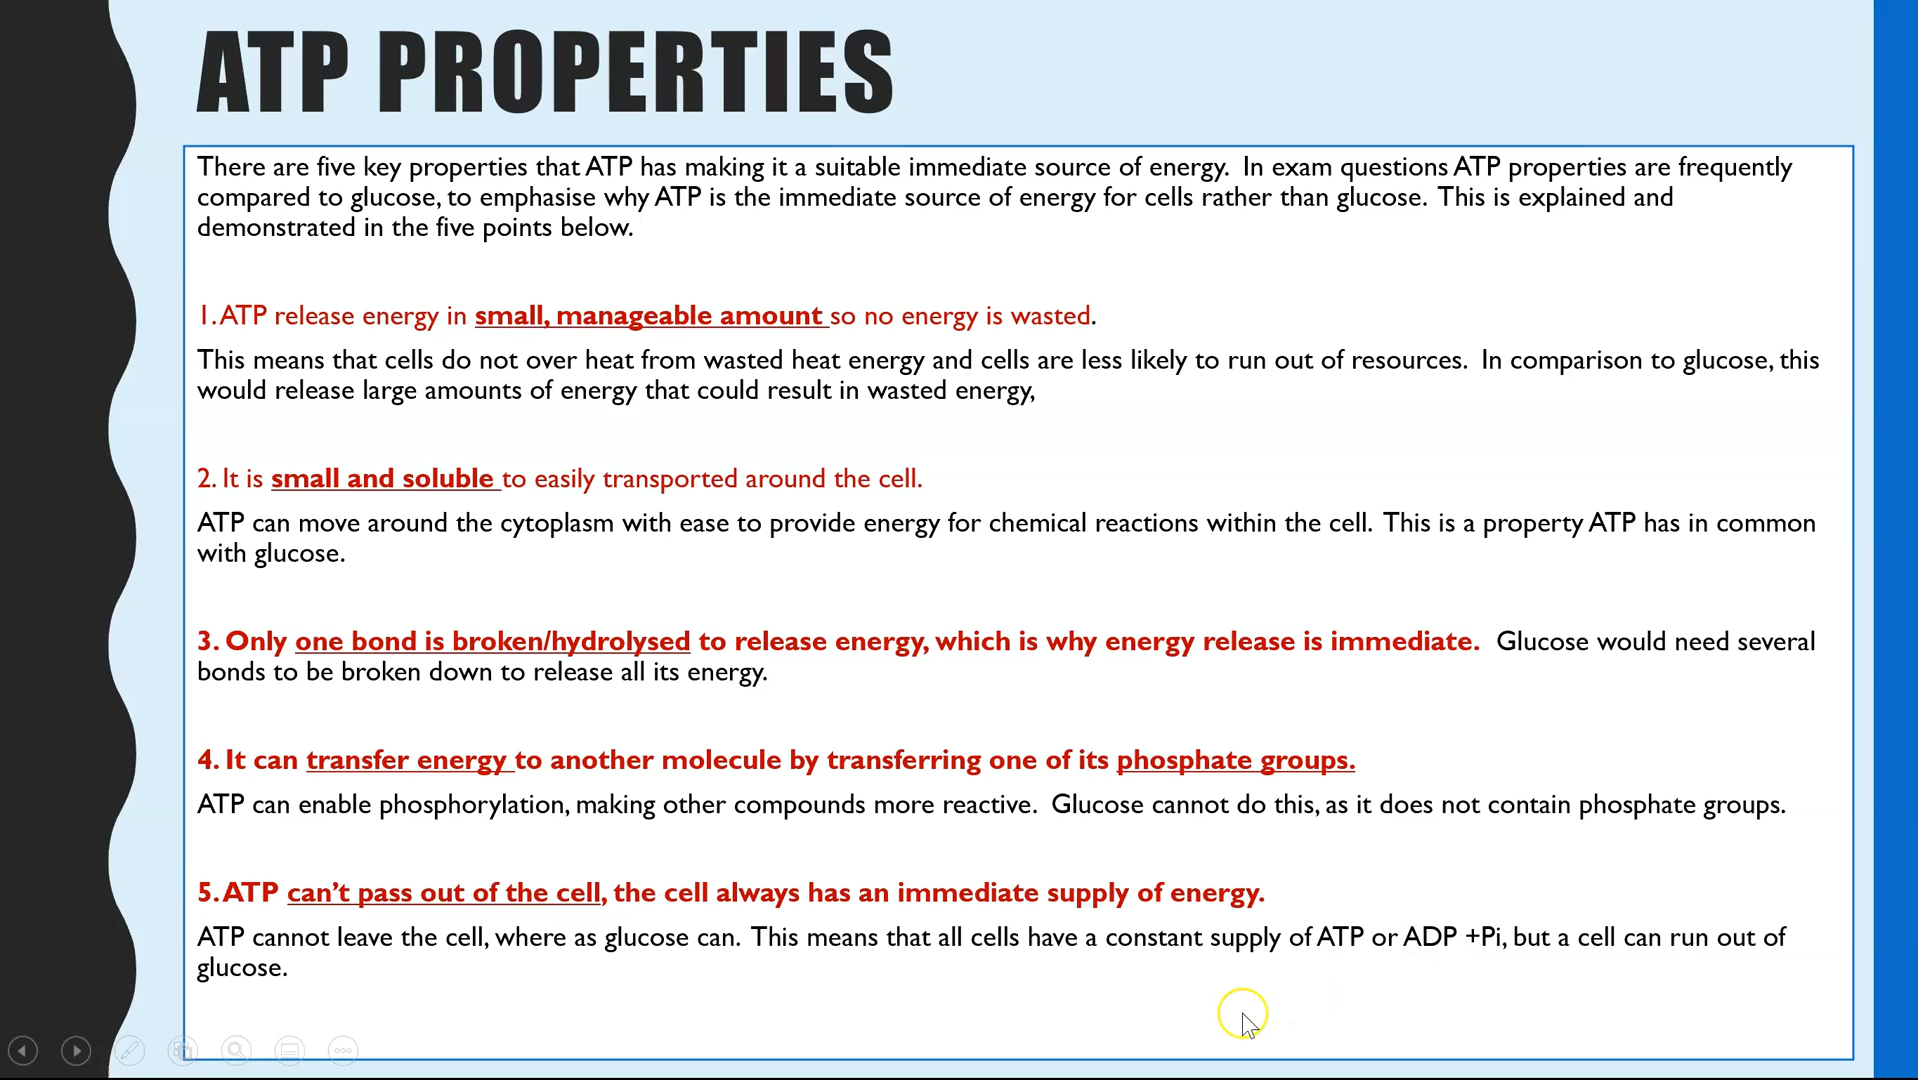 ATP PROPERTIES
There are five key properties that ATP has making it a suitable immediate source of energy. In exam questions ATP properties are frequently
compared to glucose, to emphasise why ATP is the immediate source of energy for cells rather than glucose. This is explained and
demonstrated in the five points below.
1. ATP release energy in small, manageable amount so no energy is wasted.
This means that cells do not over heat from wasted heat energy and cells are less likely to run out of resources. In comparison to glucose, this
would release large amounts of energy that could result in wasted energy,
2. It is small and soluble to easily transported around the cell.
ATP can move around the cytoplasm with ease to provide energy for chemical reactions within the cell. This is a property ATP has in common
with glucose.
3. Only one bond is broken/hydrolysed to release energy, which is why energy release is immediate. Glucose would need several
bonds to be broken down to release all its energy.
4. It can transfer energy to another molecule by transferring one of its phosphate groups.
ATP can enable phosphorylation, making other compounds more reactive. Glucose cannot do this, as it does not contain phosphate groups.
5. ATP can't pass out of the cell, the cell always has an immediate supply of energy.
ATP cannot leave the cell, where as glucose can. This means that all cells have a constant supply of ATP or ADP +Pi, but a cell can run out of
glucose.